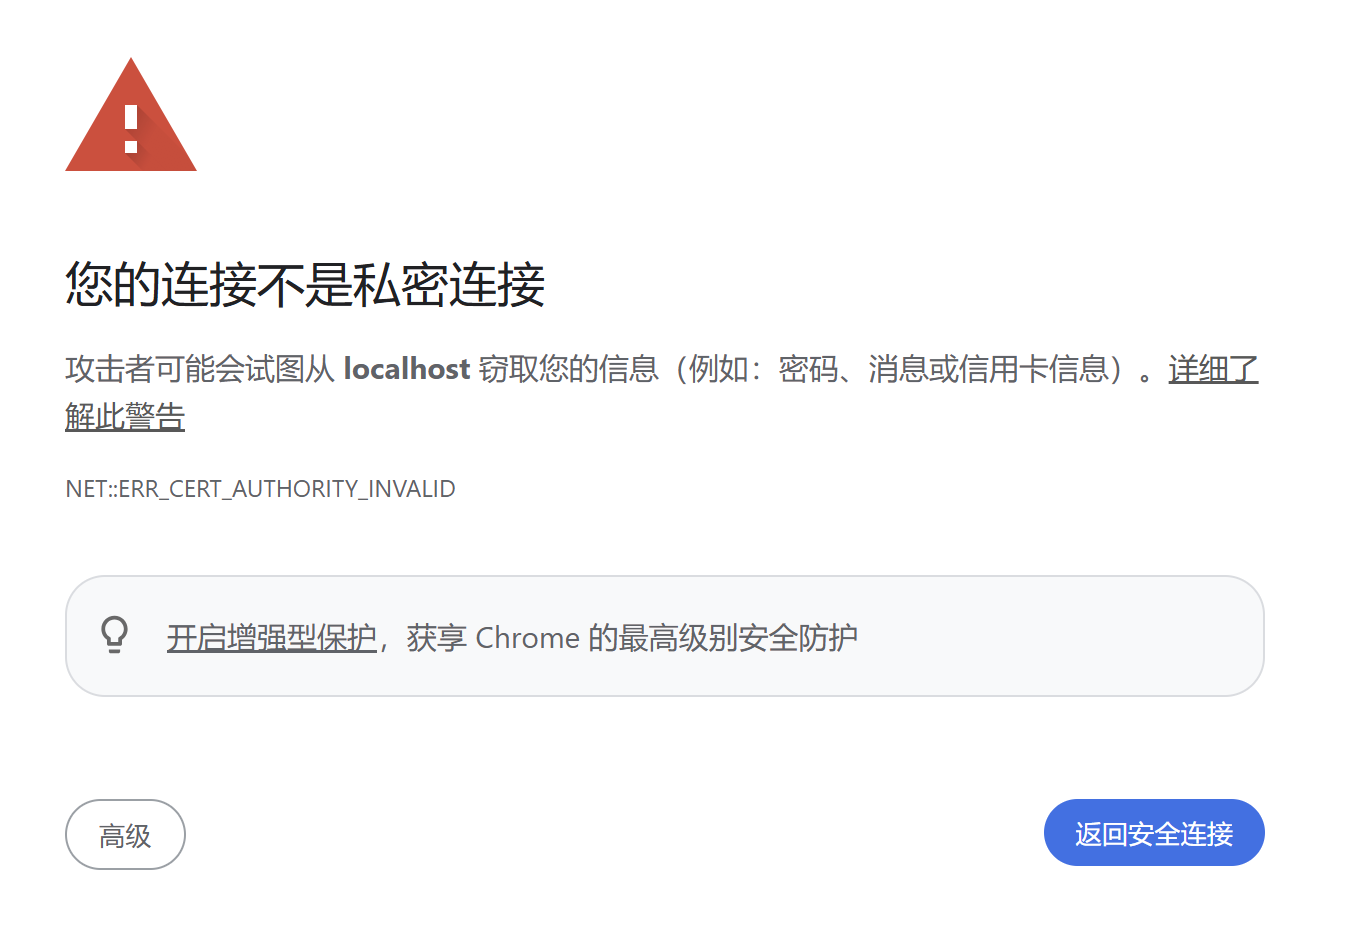 您的连接不是私密连接
攻击者可能会试图从 localhost 窃取您的信息（例如：密码、消息或信用卡信息）。详细了
解此警告
NET::ERR_CERT_AUTHORITY_INVALID
开启增强型保护，获享 Chrome 的最高级别安全防护
高级
返回安全连接